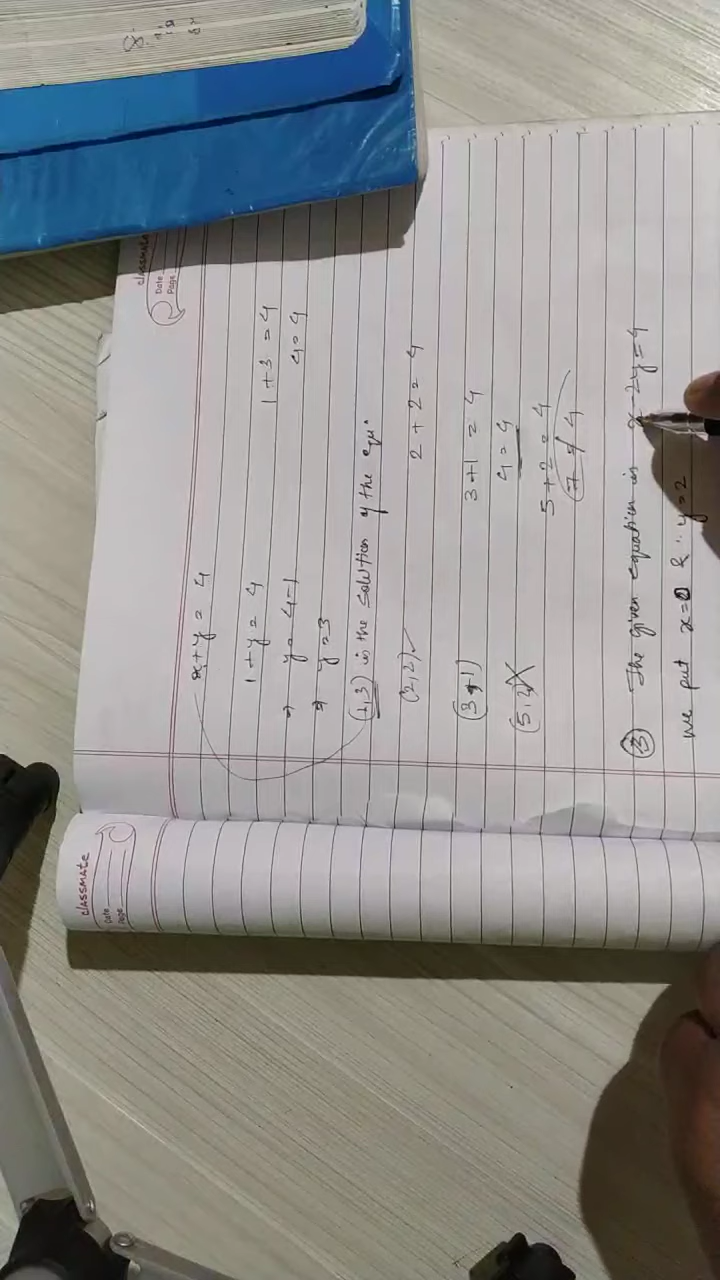 classmate
Date
Page
x+y = 4
1+y = 4
1+3 = 4
⇒ y = 4-1
4=4
⇒ y=3
(1,3) is the solution of the equⁿ.
(2,2) ✓
2+2 = 4
(3,1)
3+1 = 4
4=4
(5,2) X
5+2 = 4
7 ≠ 4
③ The given equation is x-2y=4
we put x=0 & y=2
classmate
Date
Page